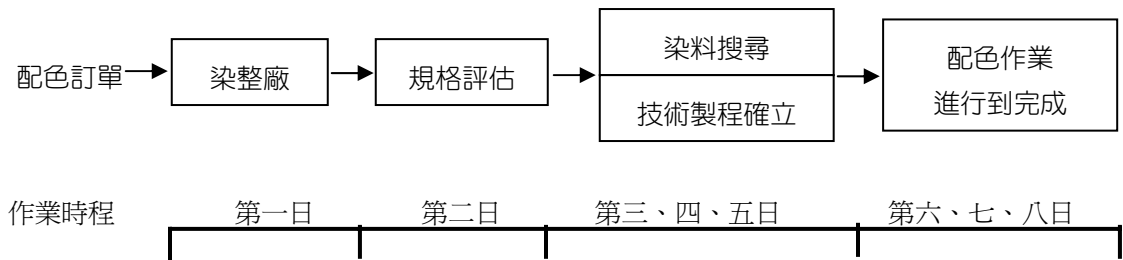 配色訂單
染整廠
規格評估
染料搜尋
技術製程確立
配色作業
進行到完成
作業時程
第一日
第二日
第三、四、五日
第六、七、八日